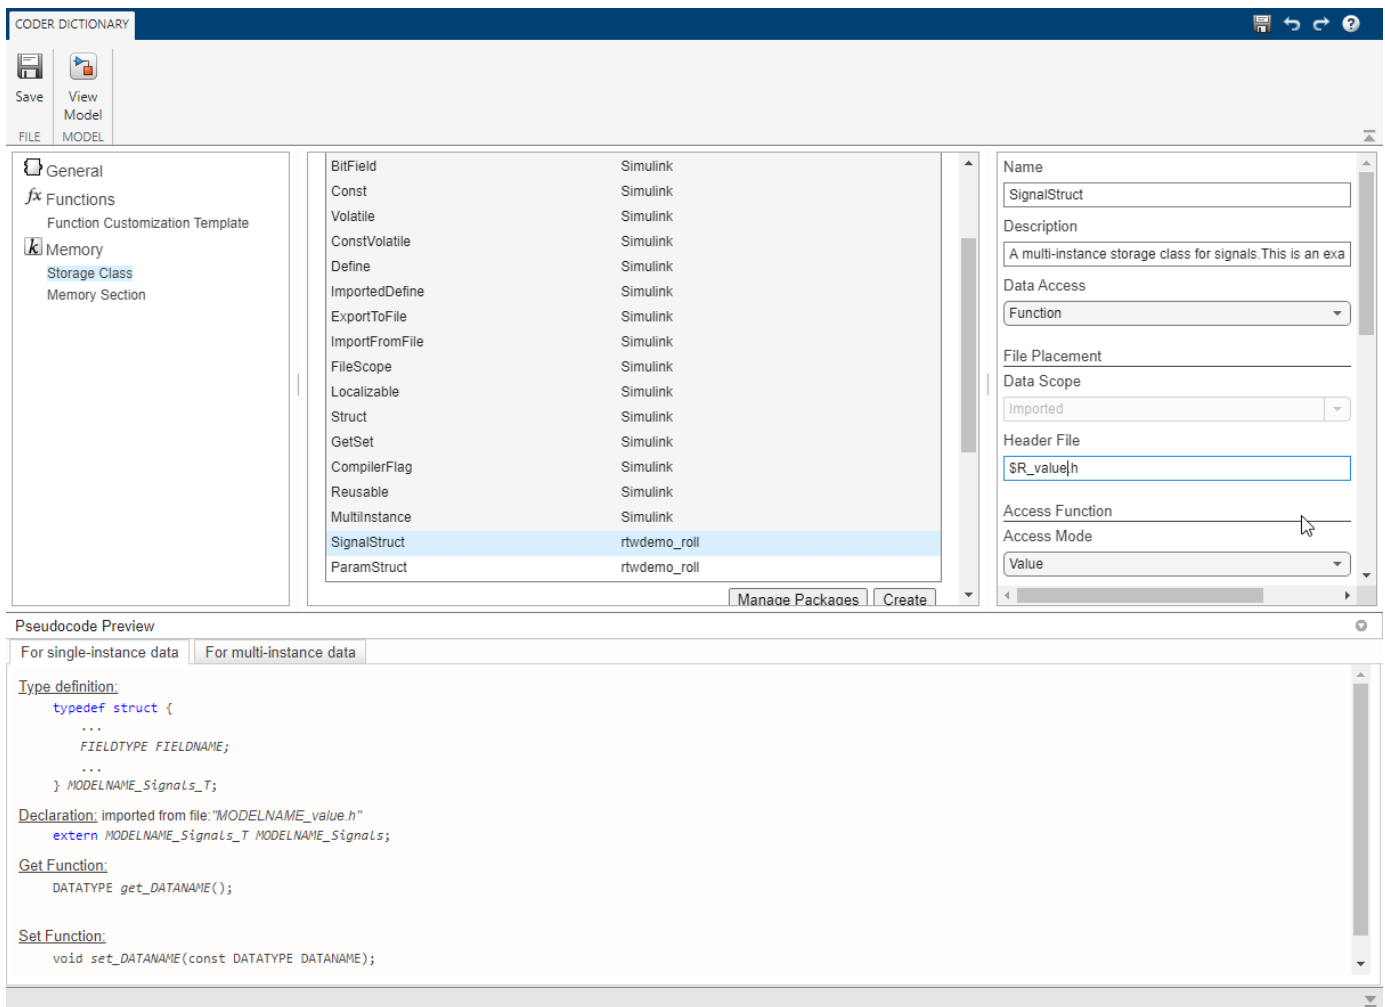 CODER DICTIONARY
Save
View
Model
FILE
MODEL
General
fx Functions
Function Customization Template
k Memory
Storage Class
Memory Section
BitField Simulink
Const Simulink
Volatile Simulink
ConstVolatile Simulink
Define Simulink
ImportedDefine Simulink
ExportToFile Simulink
ImportFromFile Simulink
FileScope Simulink
Localizable Simulink
Struct Simulink
GetSet Simulink
CompilerFlag Simulink
Reusable Simulink
MultiInstance Simulink
SignalStruct rtwdemo_roll
ParamStruct rtwdemo_roll
Manage Packages Create
Name
SignalStruct
Description
A multi-instance storage class for signals.This is an exa
Data Access
Function
File Placement
Data Scope
Imported
Header File
$R_value.h
Access Function
Access Mode
Value
Pseudocode Preview
For single-instance data For multi-instance data
Type definition:
typedef struct {
...
FIELDTYPE FIELDNAME;
...
} MODELNAME_Signals_T;
Declaration: imported from file:"MODELNAME_value.h"
extern MODELNAME_Signals_T MODELNAME_Signals;
Get Function:
DATATYPE get_DATANAME();
Set Function:
void set_DATANAME(const DATATYPE DATANAME);